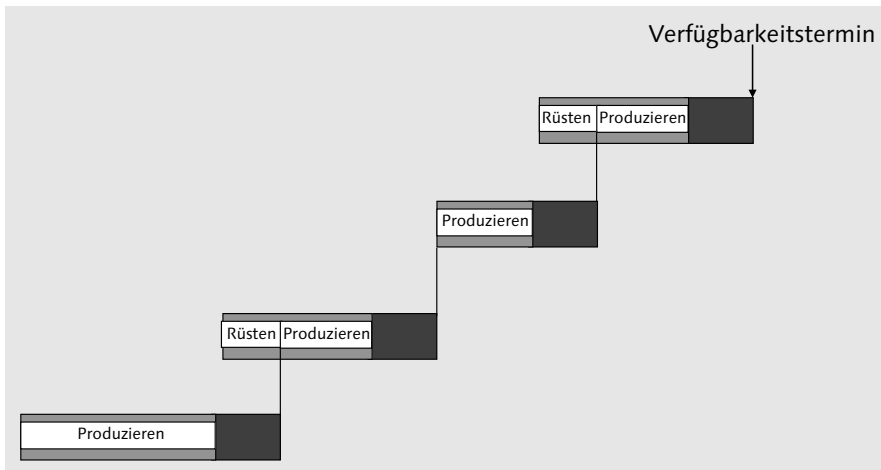 Verfügbarkeitstermin
Rüsten Produzieren
Produzieren
Rüsten Produzieren
Produzieren